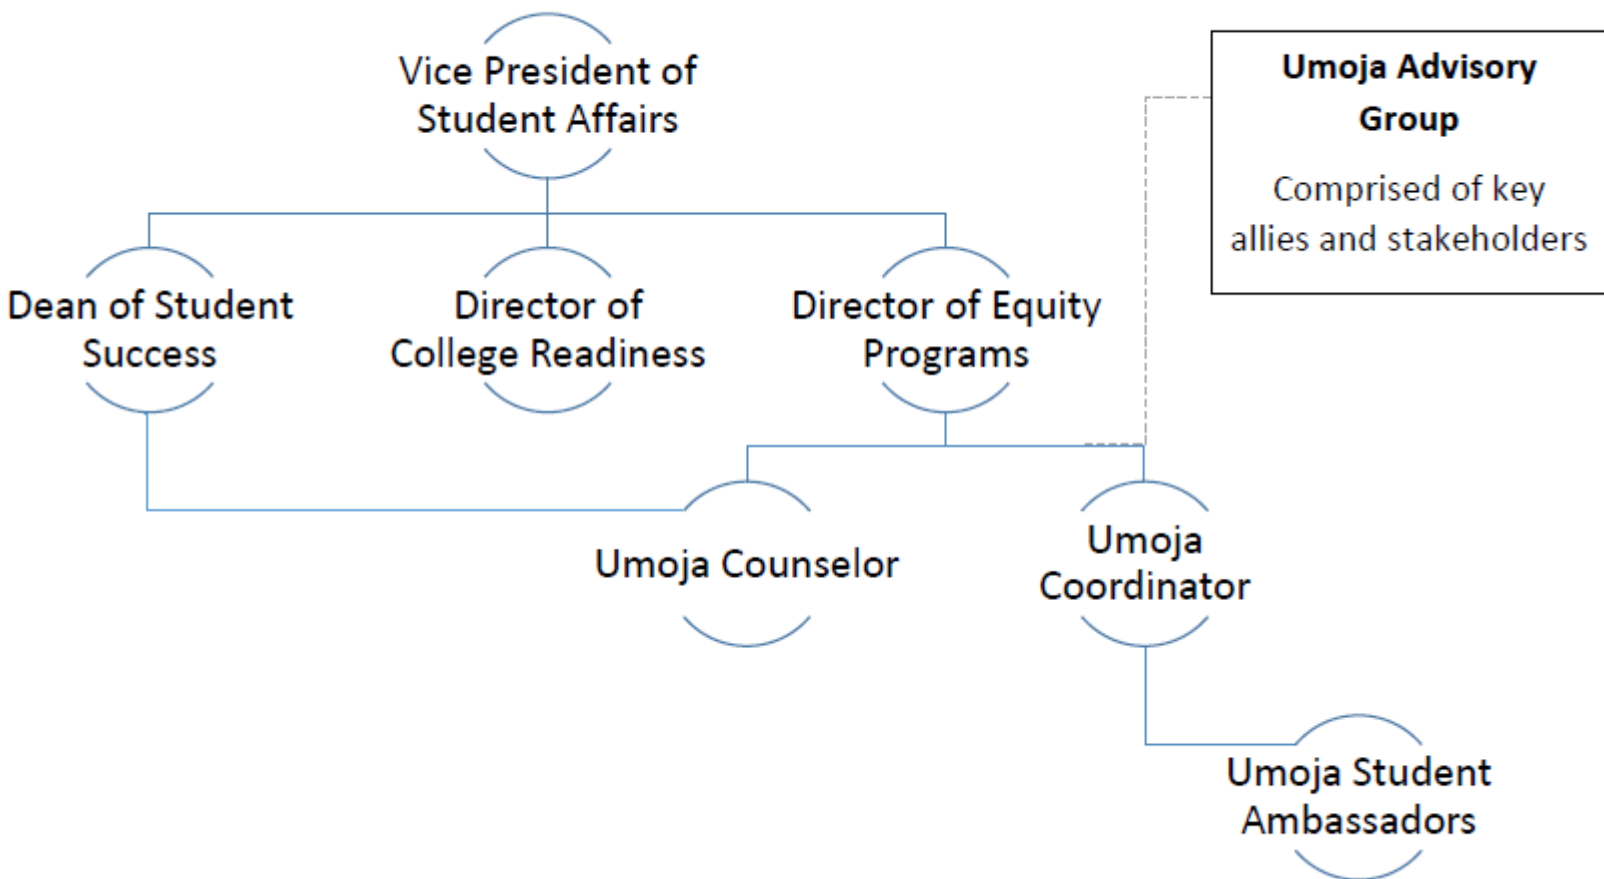 Vice President of
Student Affairs
Umoja Advisory
Group
Comprised of key
allies and stakeholders
Dean of Student
Success
Director of
College Readiness
Director of Equity
Programs
Umoja Counselor
Umoja
Coordinator
Umoja Student
Ambassadors